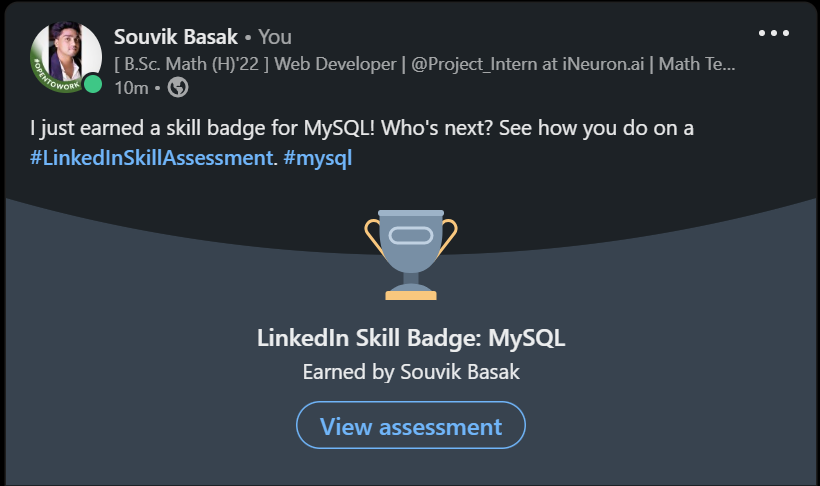 Souvik Basak • You
[ B.Sc. Math (H)'22 ] Web Developer | @Project_Intern at iNeuron.ai | Math Te...
10m •
#OPENTOWORK
I just earned a skill badge for MySQL! Who's next? See how you do on a
#LinkedInSkillAssessment. #mysql
LinkedIn Skill Badge: MySQL
Earned by Souvik Basak
View assessment